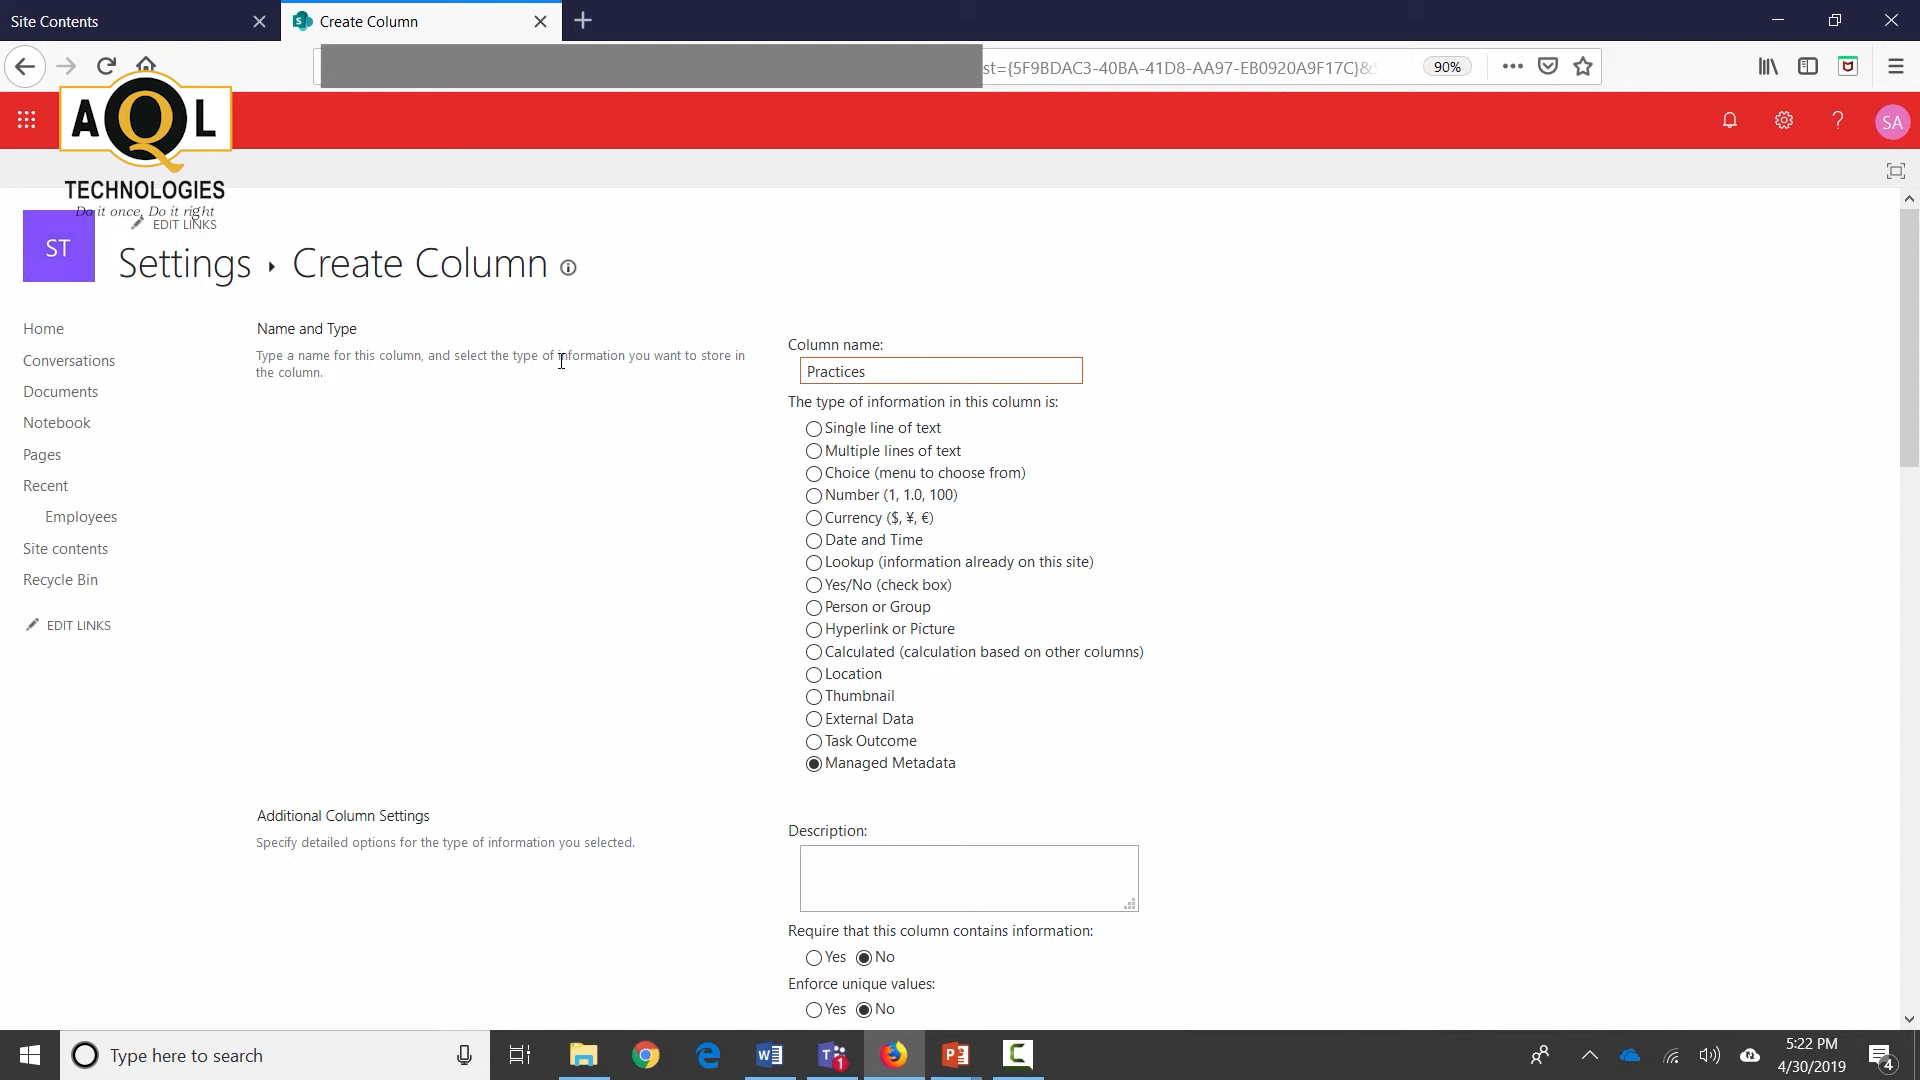 Site Contents
Create Column
st={5F9BDAC3-40BA-41D8-AA97-EB0920A9F17C}&
90%
AQL
TECHNOLOGIES
Do it once, Do it right
SA
EDIT LINKS
ST
Settings ▸ Create Column
Home
Conversations
Documents
Notebook
Pages
Recent
Employees
Site contents
Recycle Bin
EDIT LINKS
Name and Type
Type a name for this column, and select the type of information you want to store in
the column.
Column name:
Practices
The type of information in this column is:
Single line of text
Multiple lines of text
Choice (menu to choose from)
Number (1, 1.0, 100)
Currency ($, ¥, €)
Date and Time
Lookup (information already on this site)
Yes/No (check box)
Person or Group
Hyperlink or Picture
Calculated (calculation based on other columns)
Location
Thumbnail
External Data
Task Outcome
Managed Metadata
Additional Column Settings
Specify detailed options for the type of information you selected.
Description:
Require that this column contains information:
Yes No
Enforce unique values:
Yes No
Type here to search
1
5:22 PM
4/30/2019
4